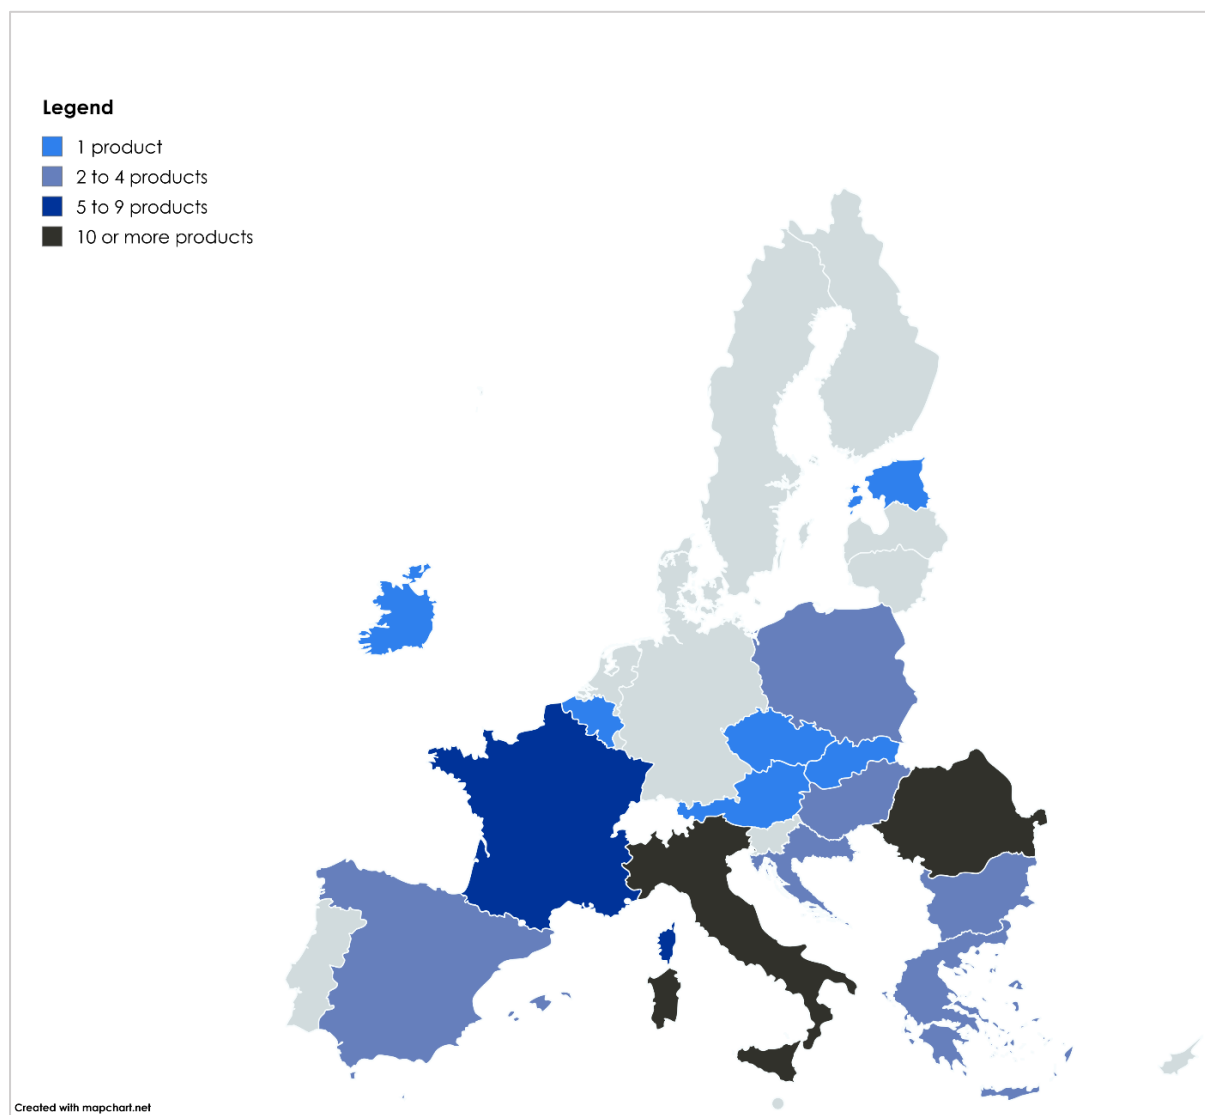 Legend
1 product
2 to 4 products
5 to 9 products
10 or more products
Created with mapchart.net